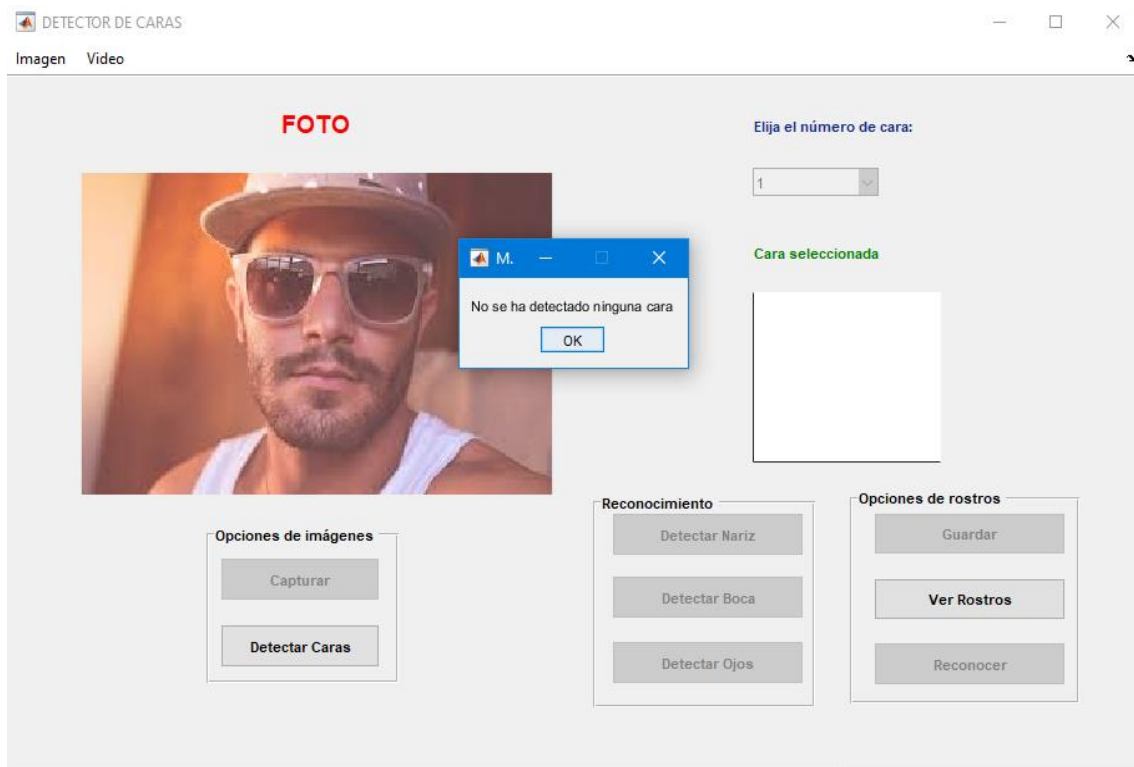 DETECTOR DE CARAS
Imagen Video
FOTO
Elija el número de cara:
1
M.
No se ha detectado ninguna cara
OK
Cara seleccionada
Opciones de imágenes
Capturar
Detectar Caras
Reconocimiento
Detectar Nariz
Detectar Boca
Detectar Ojos
Opciones de rostros
Guardar
Ver Rostros
Reconocer